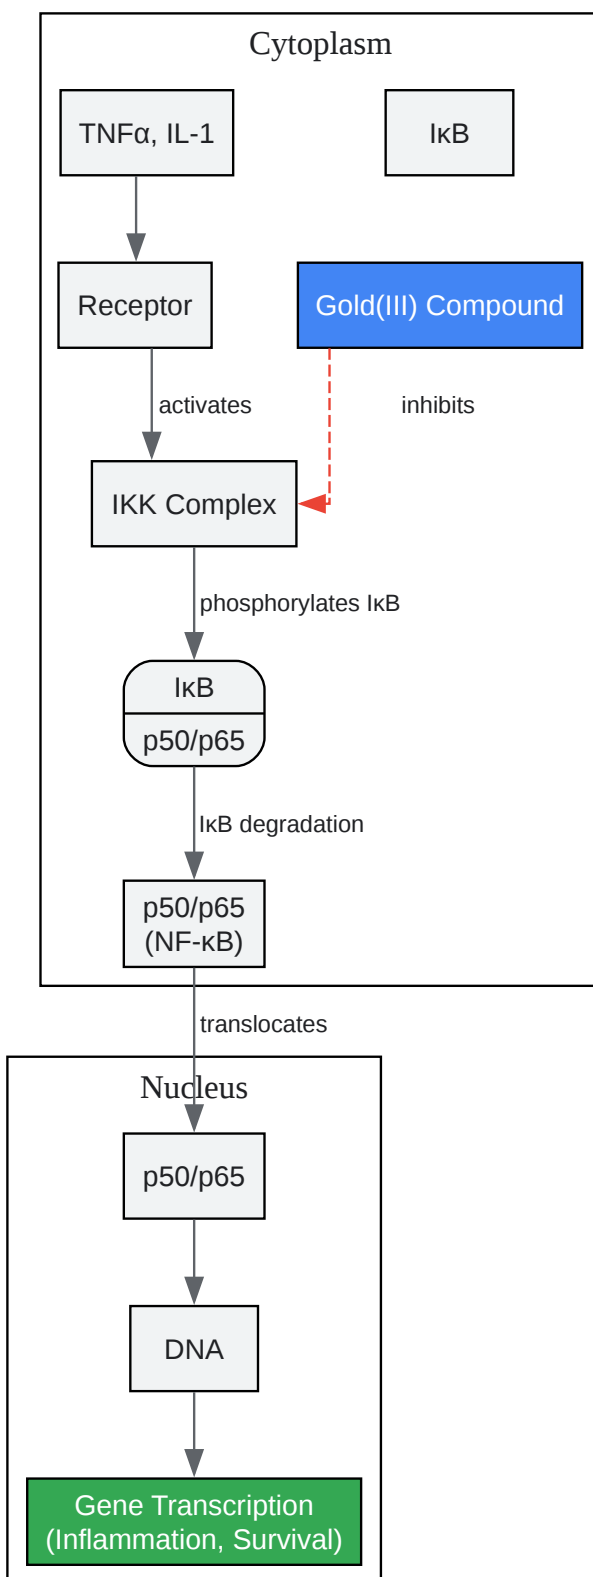 Cytoplasm
TNFα, IL-1
IκB
Receptor
Gold(III) Compound
activates
inhibits
IKK Complex
phosphorylates IκB
IκB
p50/p65
IκB degradation
p50/p65
(NF-κB)
translocates
Nucleus
p50/p65
DNA
Gene Transcription
(Inflammation, Survival)